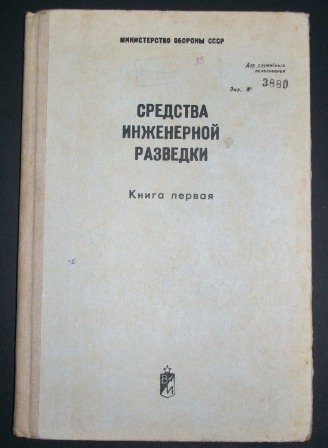 МИНИСТЕРСТВО ОБОРОНЫ СССР
Для служебного
пользования
Экз. № 3880
СРЕДСТВА
ИНЖЕНЕРНОЙ
РАЗВЕДКИ
Книга первая